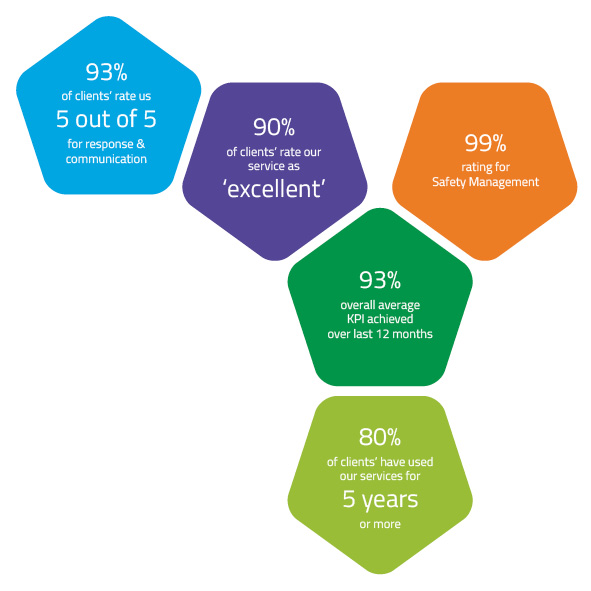 93%
of clients’ rate us
5 out of 5
for response &
communication
90%
of clients’ rate our
service as
‘excellent’
99%
rating for
Safety Management
93%
overall average
KPI achieved
over last 12 months
80%
of clients’ have used
our services for
5 years
or more